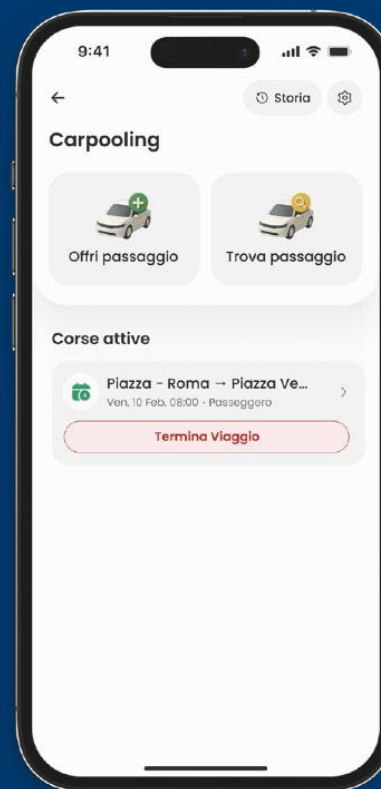 9:41
Storia
Carpooling
Offri passaggio
Trova passaggio
Corse attive
Piazza - Roma → Piazza Ve...
Ven, 10 Feb, 08:00 - Passeggero
Termina Viaggio